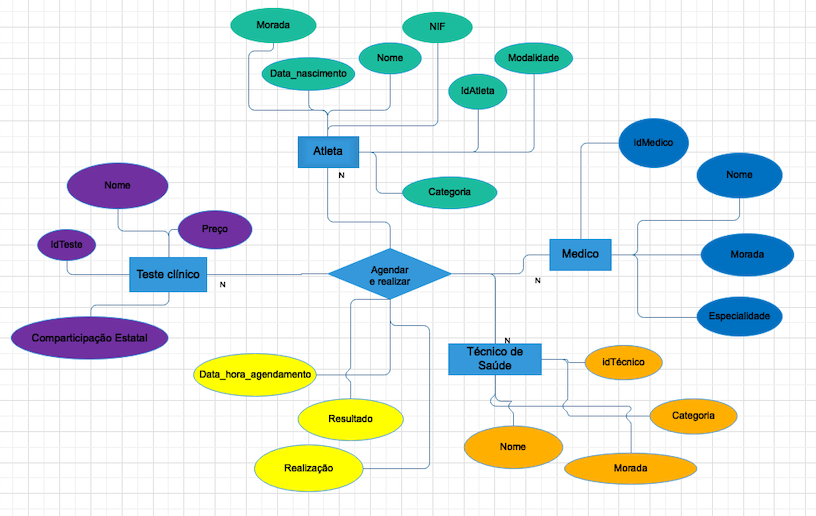 Morada
NIF
Data_nascimento
Nome
Modalidade
IdAtleta
Atleta
N
Categoria
IdMedico
Nome
Morada
Especialidade
Medico
N
Nome
Preço
IdTeste
Teste clínico
N
Comparticipação Estatal
Agendar
e realizar
N
Técnico de
Saúde
idTécnico
Categoria
Nome
Morada
Data_hora_agendamento
Resultado
Realização